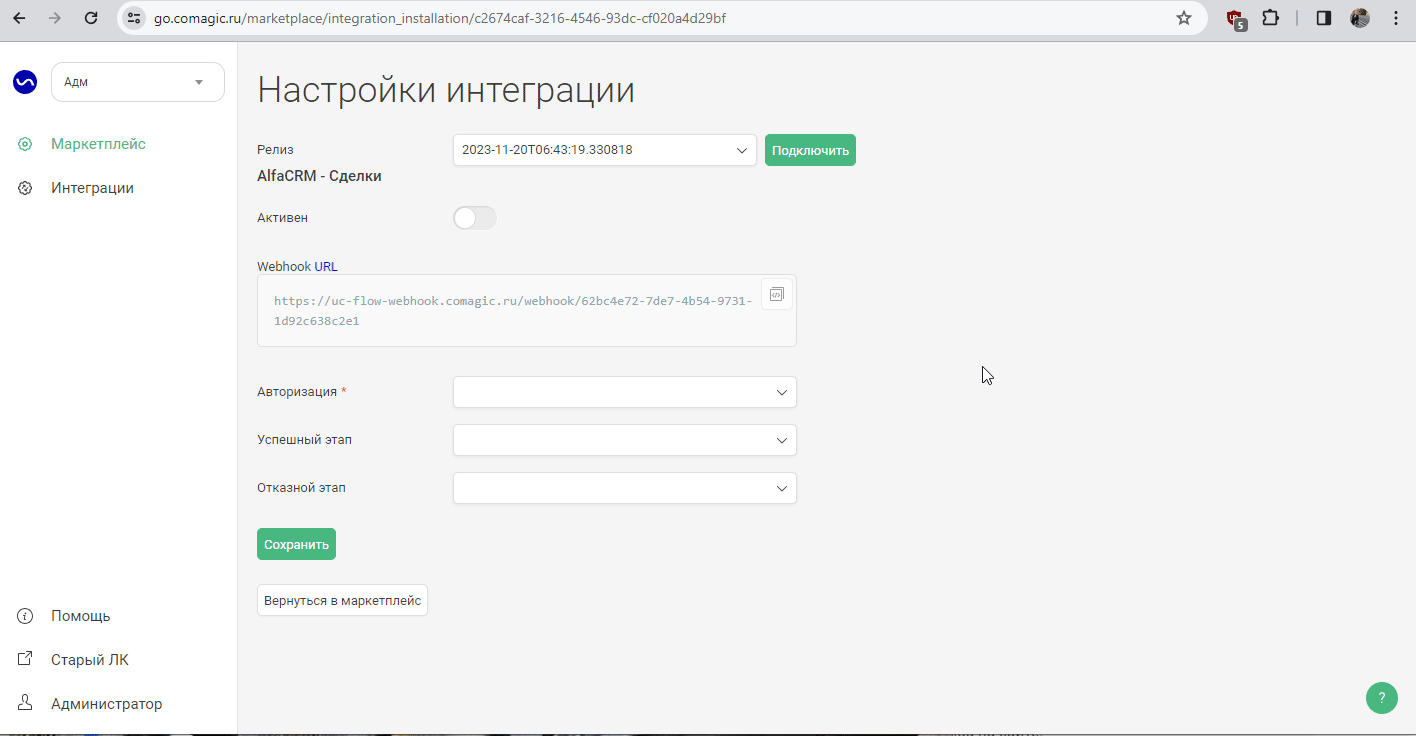 go.comagic.ru/marketplace/integration_installation/c2674caf-3216-4546-93dc-cf020a4d29bf
5
Адм
Маркетплейс
Интеграции
Настройки интеграции
Релиз
2023-11-20T06:43:19.330818
Подключить
AlfaCRM - Сделки
Активен
Webhook URL
https://uc-flow-webhook.comagic.ru/webhook/62bc4e72-7de7-4b54-9731-
1d92c638c2e1
Авторизация *
Успешный этап
Отказной этап
Сохранить
Вернуться в маркетплейс
Помощь
Старый ЛК
Администратор
?